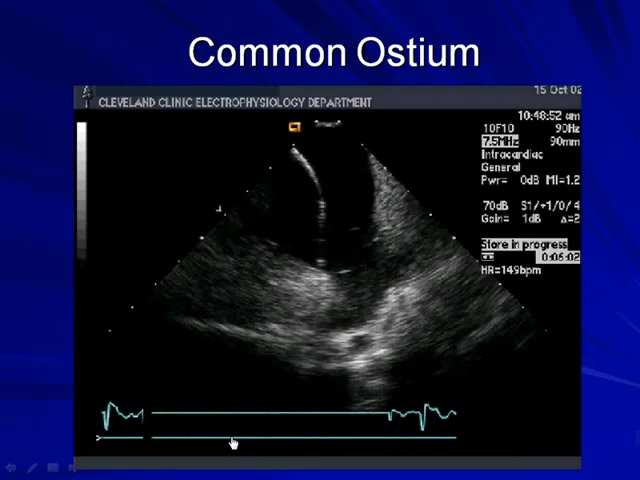 Common Ostium
15 Oct 02
CLEVELAND CLINIC ELECTROPHYSIOLOGY DEPARTMENT
10:48:52 am
10F10 90Hz
7.5MHz 90mm
Intracardiac
General
Pwr= 0dB MI=1.2
70dB S1/+1/0/4
Gain= 1dB Δ=2
Store in progress
0:06:02
HR=149bpm